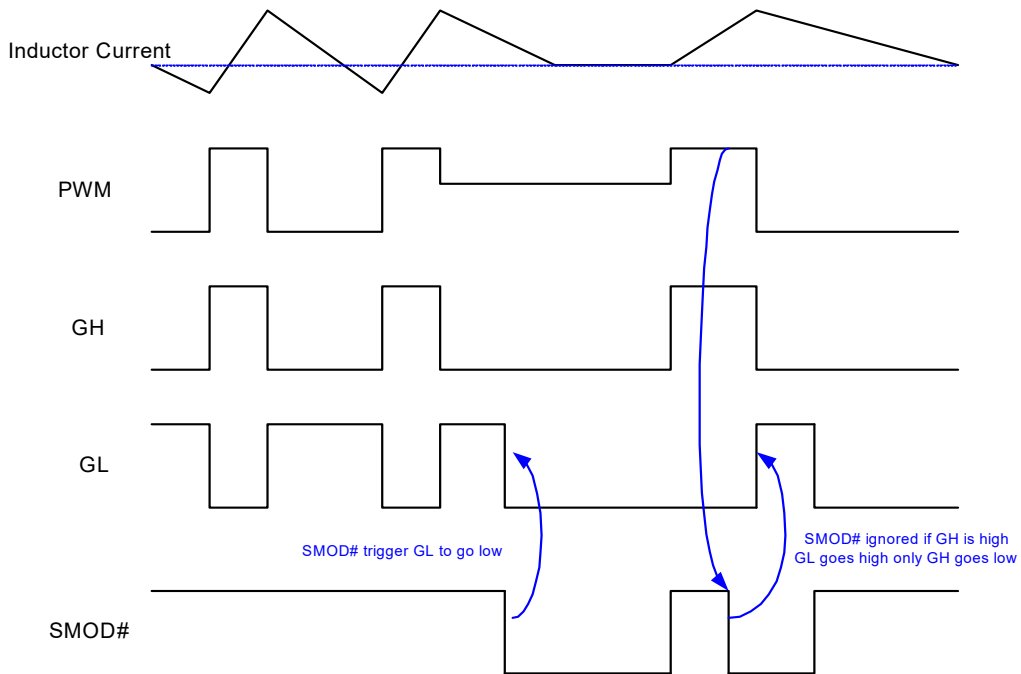 Inductor Current
PWM
GH
GL
SMOD# trigger GL to go low
SMOD# ignored if GH is high
GL goes high only GH goes low
SMOD#